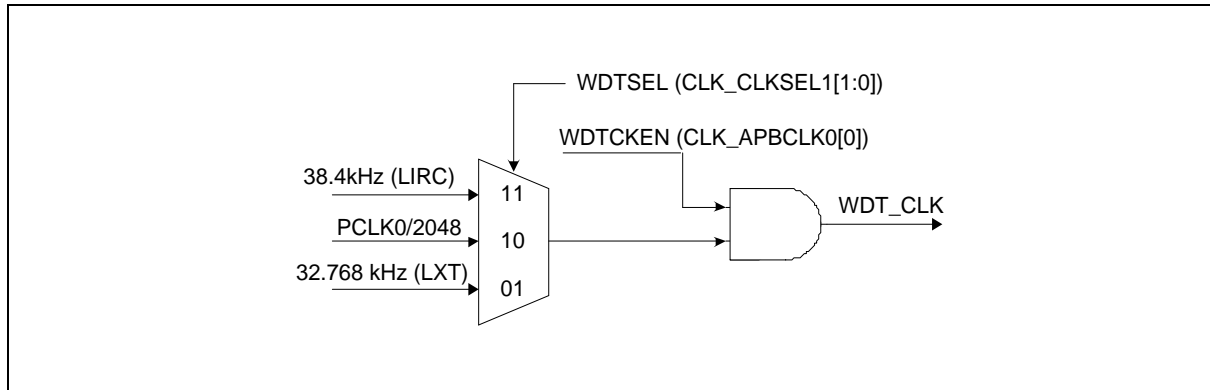 WDTSEL (CLK_CLKSEL1[1:0])
WDTCKEN (CLK_APBCLK0[0])
38.4kHz (LIRC)
11
WDT_CLK
PCLK0/2048
10
32.768 kHz (LXT)
01